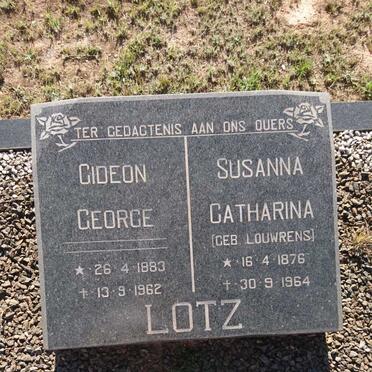 TER GEDACTENIS AAN ONS OUERS
GIDEON
GEORGE
★ 26·4·1883
† 13·9·1962
SUSANNA
CATHARINA
(GEB. LOUWRENS)
★ 16·4·1876
† 30·9·1964
LOTZ